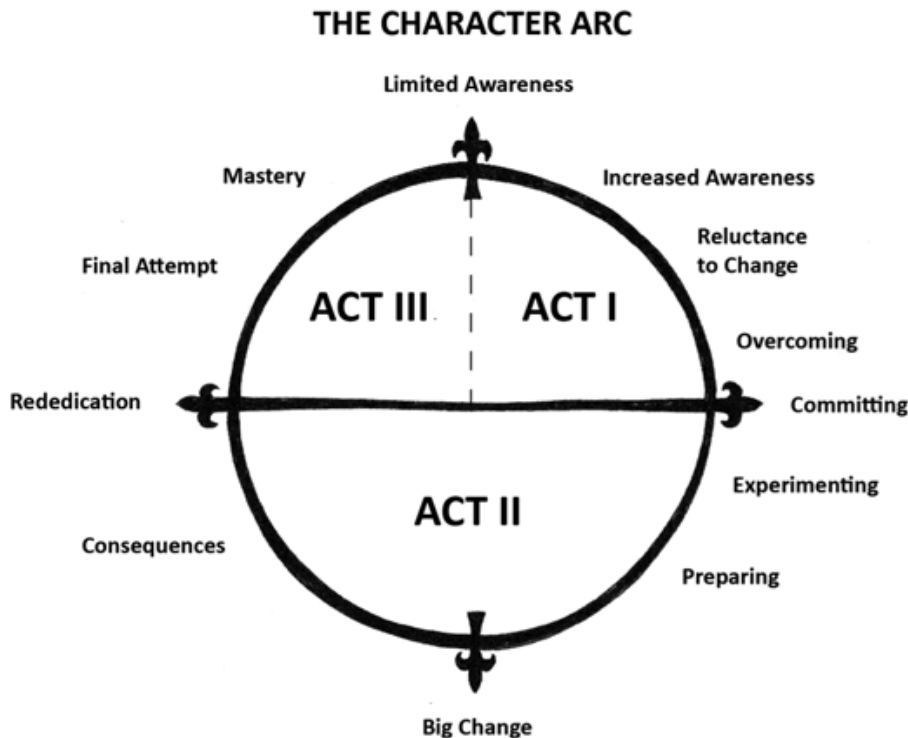 THE CHARACTER ARC
Limited Awareness
Mastery
Increased Awareness
Reluctance
to Change
Final Attempt
ACT III
ACT I
Overcoming
Rededication
Committing
Experimenting
ACT II
Consequences
Preparing
Big Change